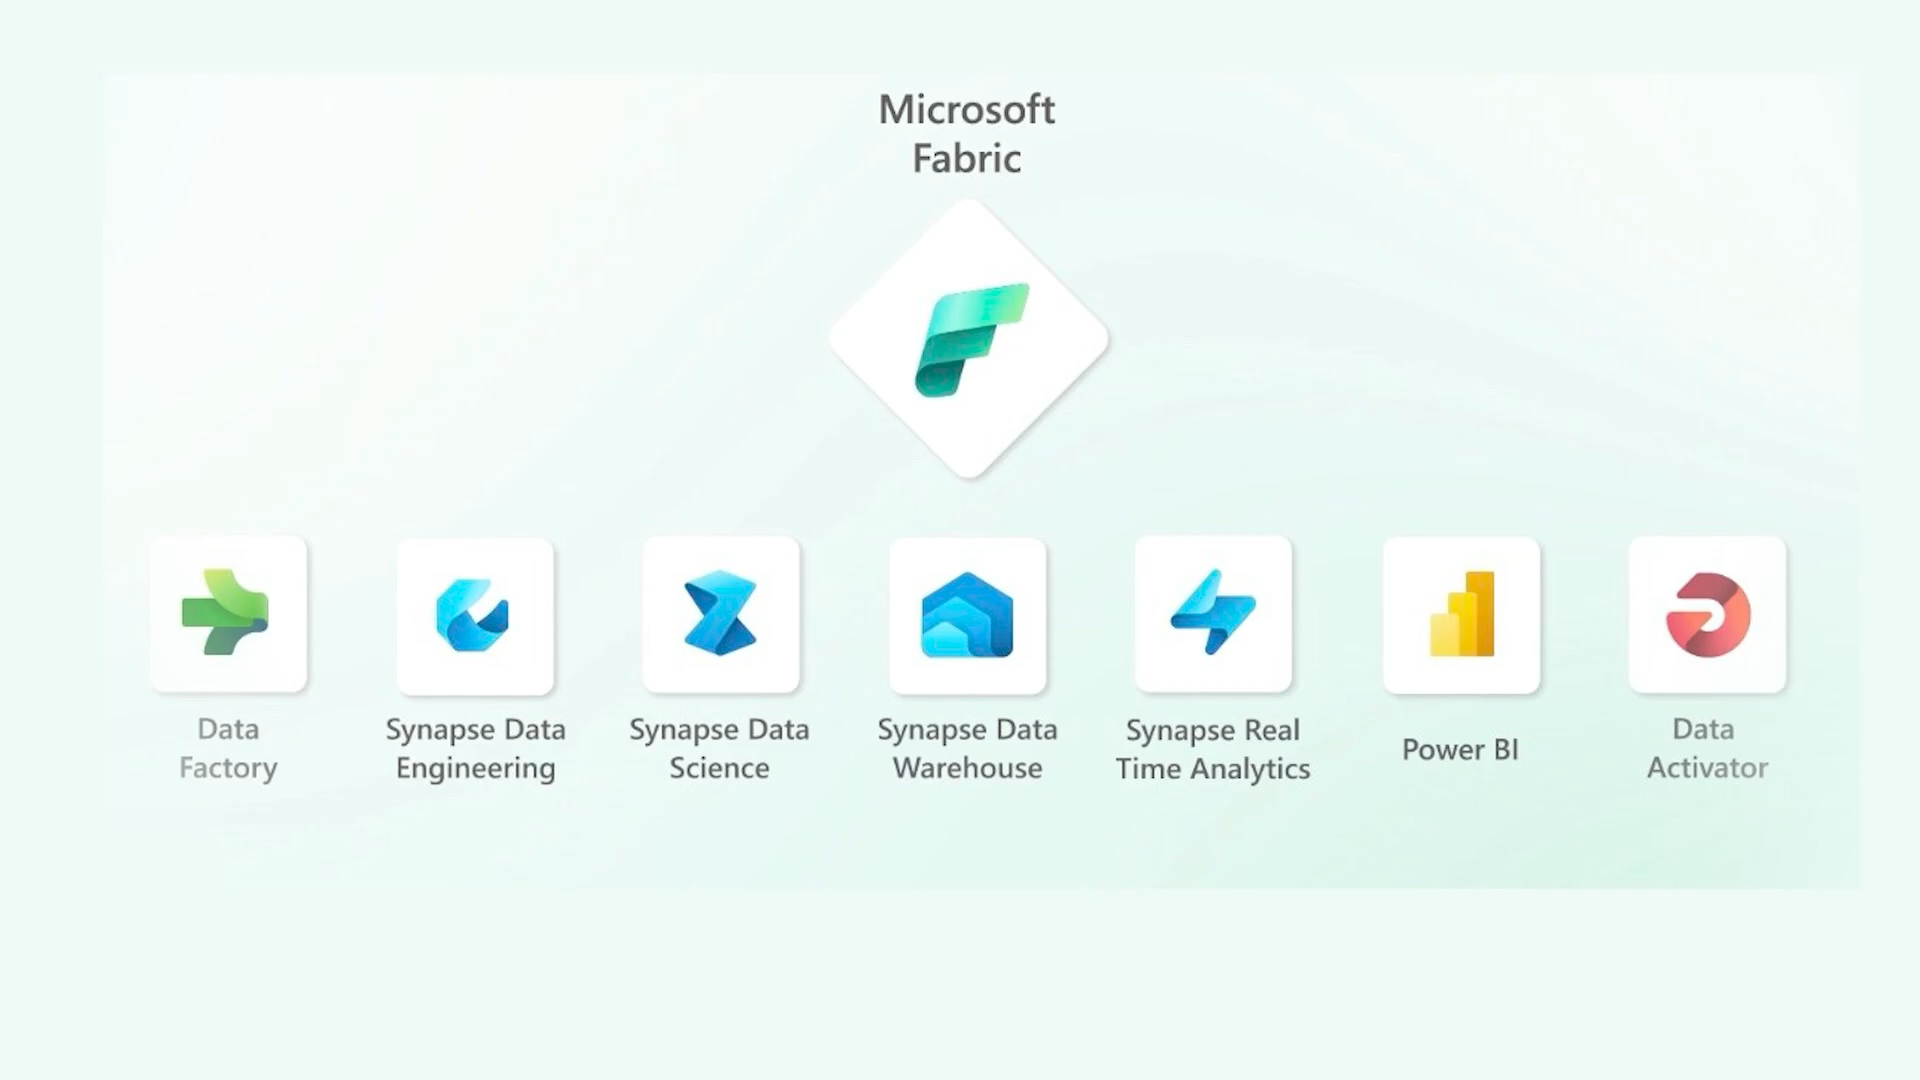 Microsoft
Fabric
Data
Factory
Synapse Data
Engineering
Synapse Data
Science
Synapse Data
Warehouse
Synapse Real
Time Analytics
Power BI
Data
Activator